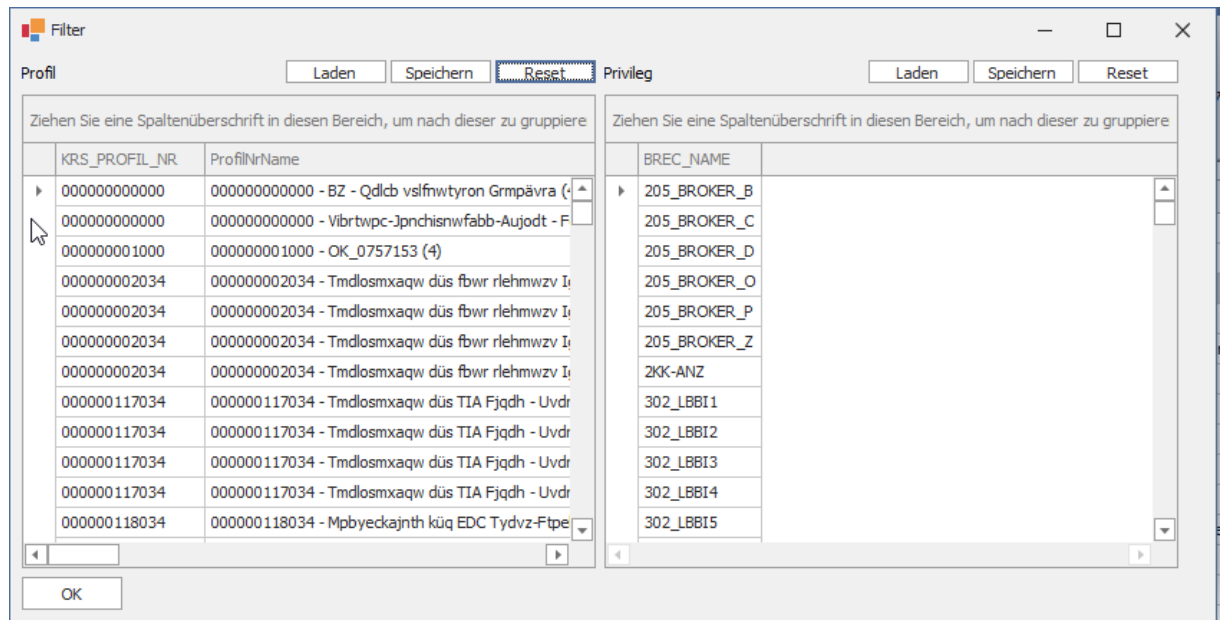 Filter
Profil Laden Speichern Reset Privileg Laden Speichern Reset
Ziehen Sie eine Spaltenüberschrift in diesen Bereich, um nach dieser zu gruppiere Ziehen Sie eine Spaltenüberschrift in diesen Bereich, um nach dieser zu gruppiere
KRS_PROFIL_NR ProfilNrName BREC_NAME
000000000000 000000000000 - BZ - Qdlcb vslfnwtyron Grmpävra ( 205_BROKER_B
000000000000 000000000000 - Vibrtwpc-Jpnchisnwfabb-Aujodt - F 205_BROKER_C
000000001000 000000001000 - OK_0757153 (4) 205_BROKER_D
000000002034 000000002034 - Tmdlosmxaqw düs fbwr rlehmwzv 205_BROKER_O
000000002034 000000002034 - Tmdlosmxaqw düs fbwr rlehmwzv 205_BROKER_P
000000002034 000000002034 - Tmdlosmxaqw düs fbwr rlehmwzv 205_BROKER_Z
000000002034 000000002034 - Tmdlosmxaqw düs fbwr rlehmwzv 2KK-ANZ
000000117034 000000117034 - Tmdlosmxaqw düs TIA Fjqdh - Uvdr 302_LBBI1
000000117034 000000117034 - Tmdlosmxaqw düs TIA Fjqdh - Uvdr 302_LBBI2
000000117034 000000117034 - Tmdlosmxaqw düs TIA Fjqdh - Uvdr 302_LBBI3
000000117034 000000117034 - Tmdlosmxaqw düs TIA Fjqdh - Uvdr 302_LBBI4
000000118034 000000118034 - Mpbyeckajnth küq EDC Tydvz-Ftpe 302_LBBI5
OK